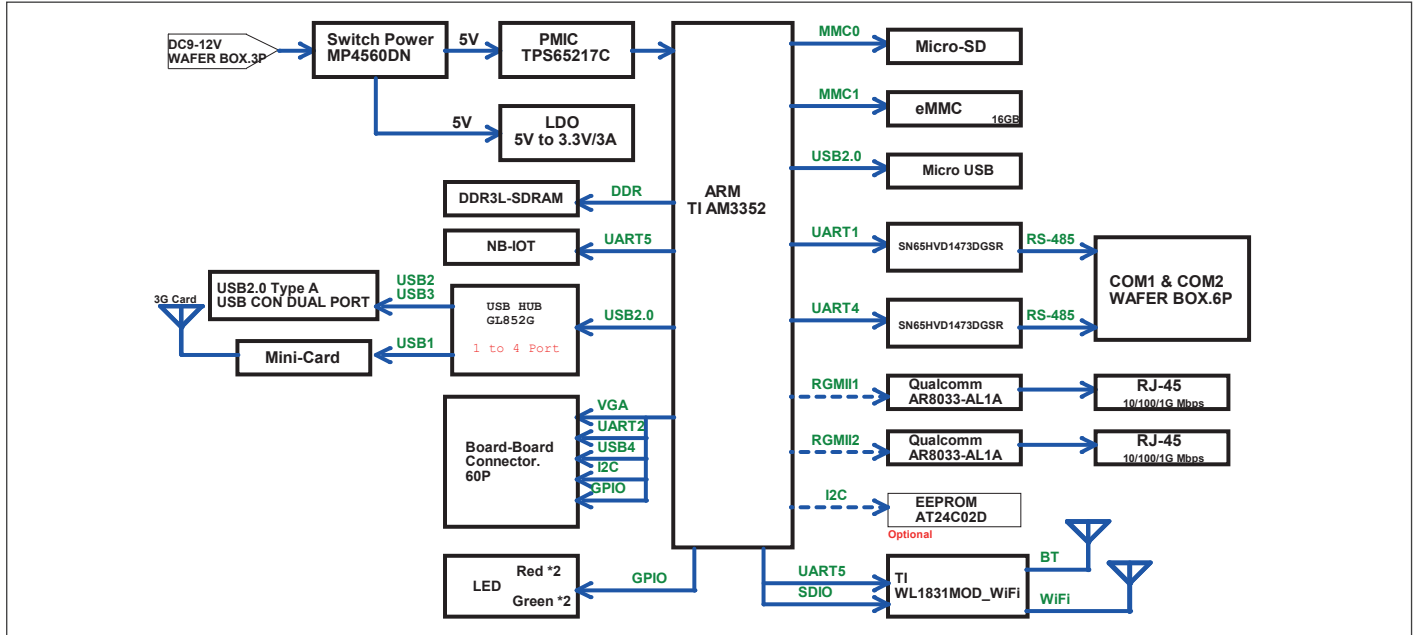 DC9-12V
WAFER BOX.3P
Switch Power
MP4560DN
5V
PMIC
TPS65217C
5V
LDO
5V to 3.3V/3A
ARM
TI AM3352
MMC0
Micro-SD
MMC1
eMMC
16GB
USB2.0
Micro USB
DDR3L-SDRAM
DDR
NB-IOT
UART5
UART1
SN65HVD1473DGSR
RS-485
COM1 & COM2
WAFER BOX.6P
UART4
SN65HVD1473DGSR
RS-485
3G Card
USB2.0 Type A
USB CON DUAL PORT
USB2
USB3
USB HUB
GL852G
1 to 4 Port
USB2.0
Mini-Card
USB1
RGMII1
Qualcomm
AR8033-AL1A
RJ-45
10/100/1G Mbps
RGMII2
Qualcomm
AR8033-AL1A
RJ-45
10/100/1G Mbps
Board-Board
Connector.
60P
VGA
UART2
USB4
I2C
GPIO
I2C
EEPROM
AT24C02D
Optional
LED
Red *2
Green *2
GPIO
UART5
SDIO
TI
WL1831MOD_WiFi
BT
WiFi